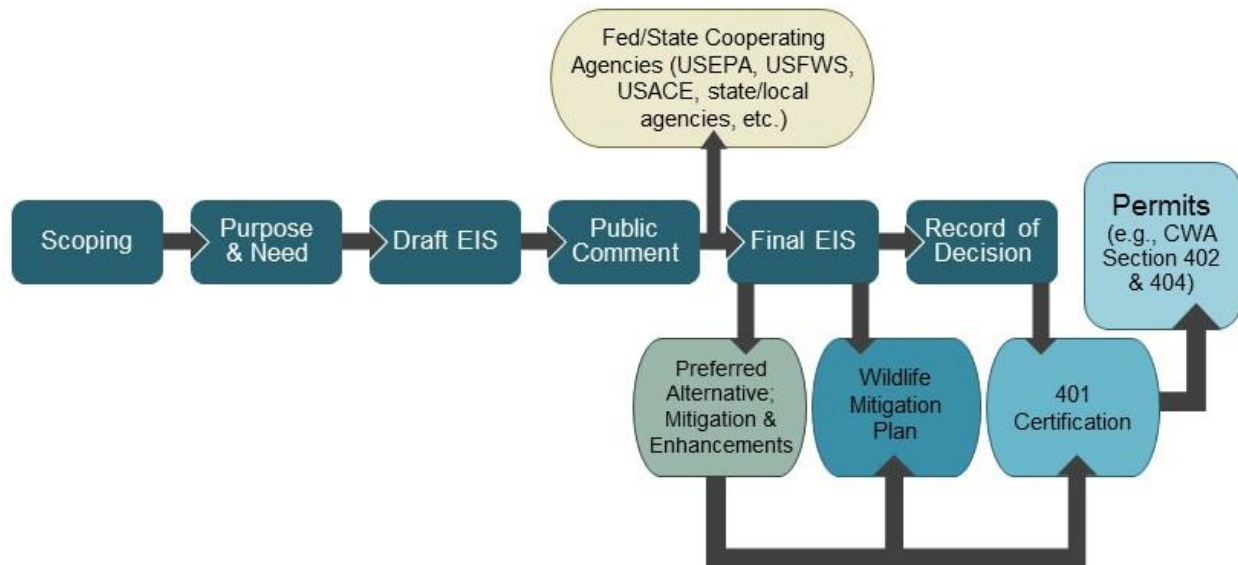 Fed/State Cooperating
Agencies (USEPA, USFWS,
USACE, state/local
agencies, etc.)
Scoping
Purpose
& Need
Draft EIS
Public
Comment
Final EIS
Record of
Decision
Permits
(e.g., CWA
Section 402
& 404)
Preferred
Alternative;
Mitigation &
Enhancements
Wildlife
Mitigation
Plan
401
Certification